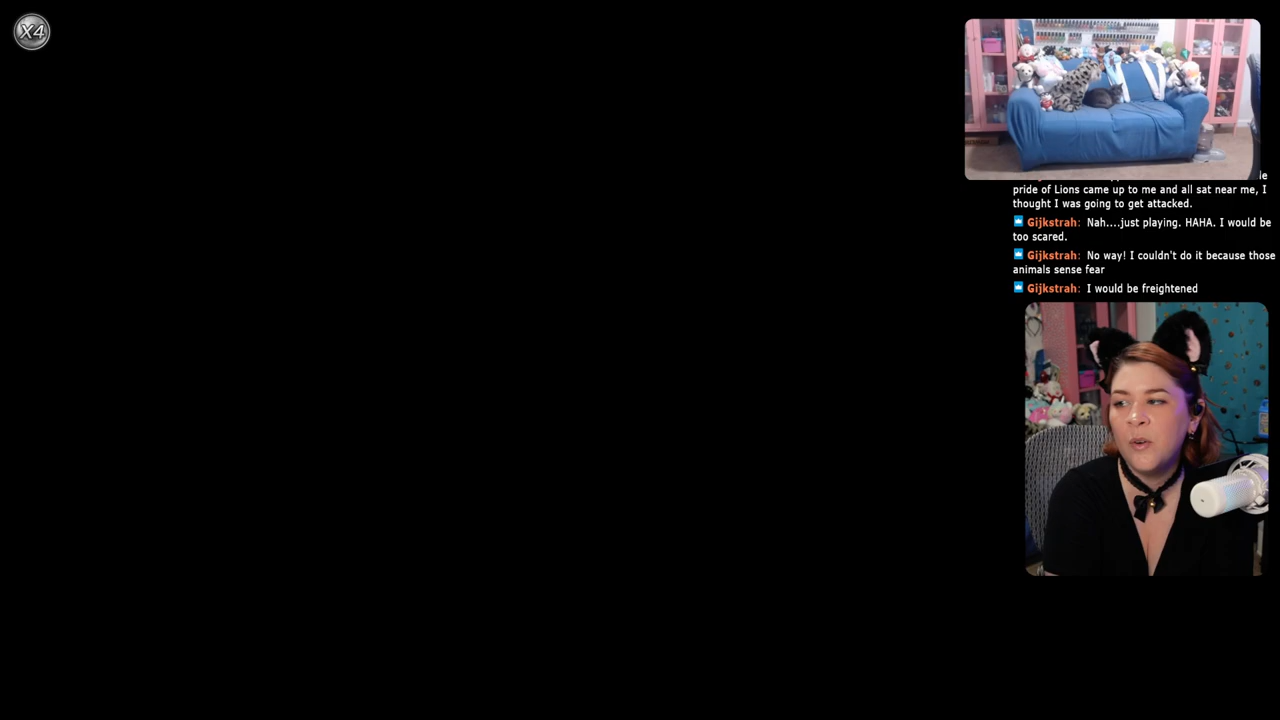 X4
pride of Lions came up to me and all sat near me, I
thought I was going to get attacked.
Gijkstrah: Nah....just playing. HAHA. I would be
too scared.
Gijkstrah: No way! I couldn't do it because those
animals sense fear
Gijkstrah: I would be freightened